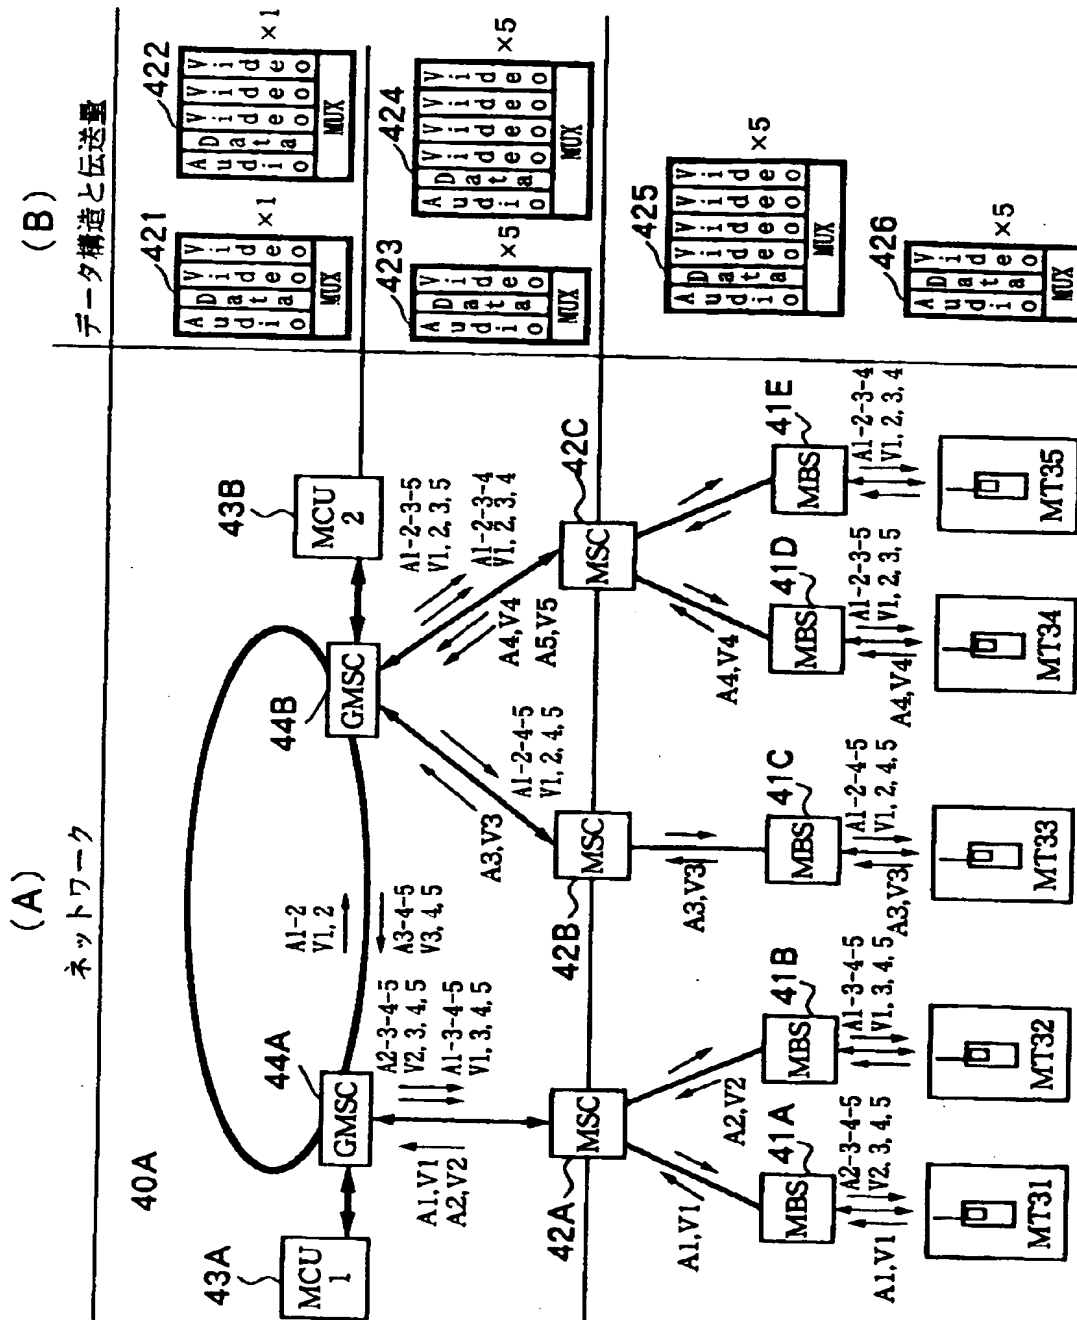 (A)
ネットワーク
(B)
データ構造と伝送量
40A
43A
MCU
1
44A
GMSC
44B
GMSC
43B
MCU
2
A1-2
V1, 2
A3-4-5
V3, 4, 5
A1,V1
A2,V2
A2-3-4-5
V2, 3, 4, 5
A1-3-4-5
V1, 3, 4, 5
A3,V3
A1-2-4-5
V1, 2, 4, 5
A4,V4
A5,V5
A1-2-3-5
V1, 2, 3, 5
A1-2-3-4
V1, 2, 3, 4
42A
MSC
42B
MSC
42C
MSC
A1,V1
A2,V2
A3,V3
A4,V4
41A
MBS
41B
MBS
41C
MBS
41D
MBS
41E
MBS
A1,V1
A2-3-4-5
V2, 3, 4, 5
A1-3-4-5
V1, 3, 4, 5
A3,V3
A1-2-4-5
V1, 2, 4, 5
A4,V4
A1-2-3-5
V1, 2, 3, 5
A1-2-3-4
V1, 2, 3, 4
MT31
MT32
MT33
MT34
MT35
421
Audio
Data
Video
Video
MUX
×1
422
Audio
Data
Video
Video
Video
MUX
×1
423
Audio
Data
Video
MUX
×5
424
Audio
Data
Video
Video
Video
Video
MUX
×5
425
Audio
Data
Video
Video
Video
Video
MUX
×5
426
Audio
Data
Video
MUX
×5